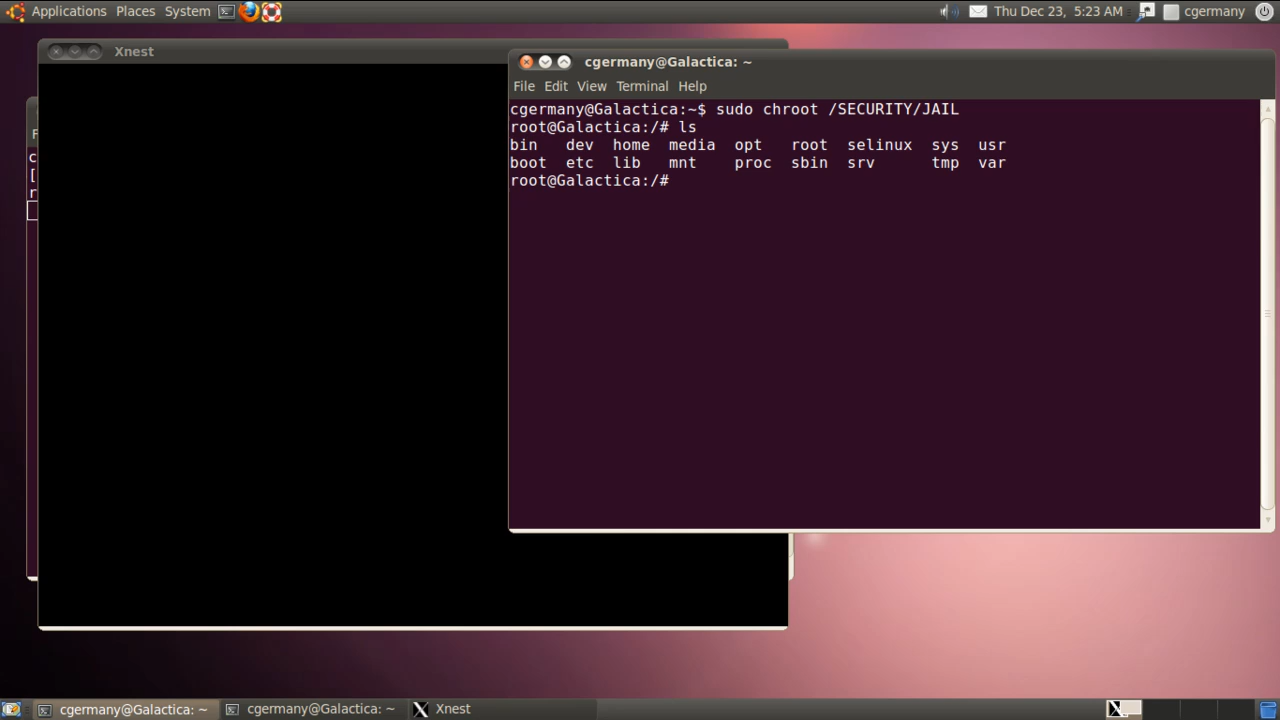 Applications Places System
Thu Dec 23, 5:23 AM
cgermany
Xnest
cgermany@Galactica: ~
File Edit View Terminal Help
cgermany@Galactica:~$ sudo chroot /SECURITY/JAIL
root@Galactica:/# ls
bin dev home media opt root selinux sys usr
boot etc lib mnt proc sbin srv tmp var
root@Galactica:/#
F
c
[
r
cgermany@Galactica: ~
cgermany@Galactica: ~
Xnest